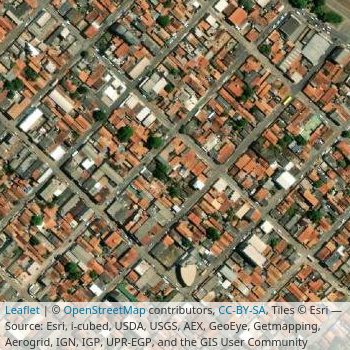 Leaflet | © OpenStreetMap contributors, CC-BY-SA, Tiles © Esri —
Source: Esri, i-cubed, USDA, USGS, AEX, GeoEye, Getmapping,
Aerogrid, IGN, IGP, UPR-EGP, and the GIS User Community